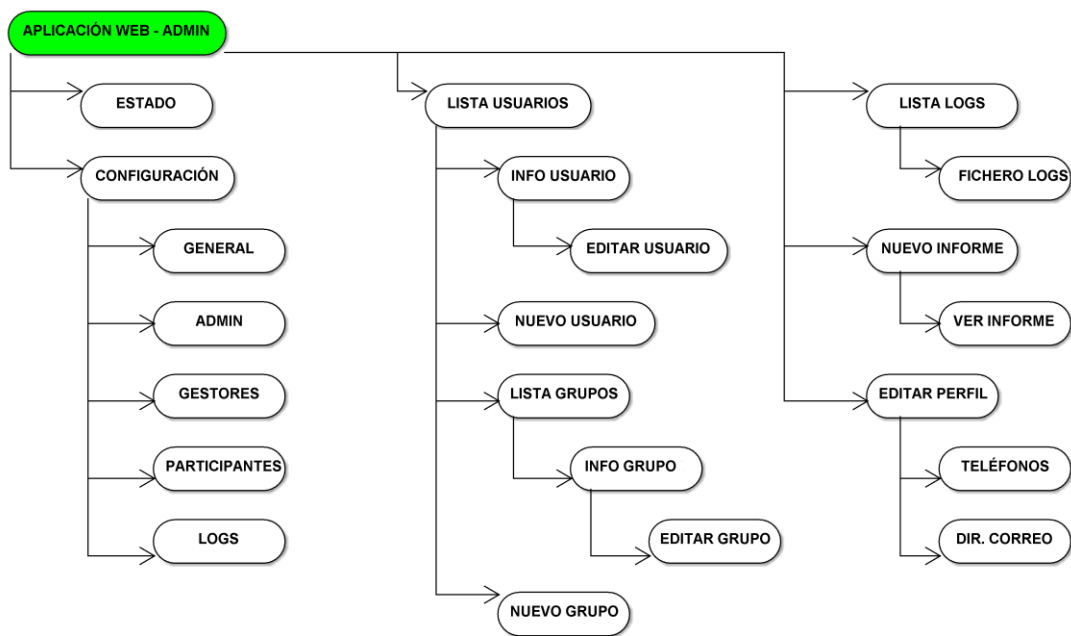 APLICACIÓN WEB - ADMIN
ESTADO
CONFIGURACIÓN
GENERAL
ADMIN
GESTORES
PARTICIPANTES
LOGS
LISTA USUARIOS
INFO USUARIO
EDITAR USUARIO
NUEVO USUARIO
LISTA GRUPOS
INFO GRUPO
EDITAR GRUPO
NUEVO GRUPO
LISTA LOGS
FICHERO LOGS
NUEVO INFORME
VER INFORME
EDITAR PERFIL
TELÉFONOS
DIR. CORREO